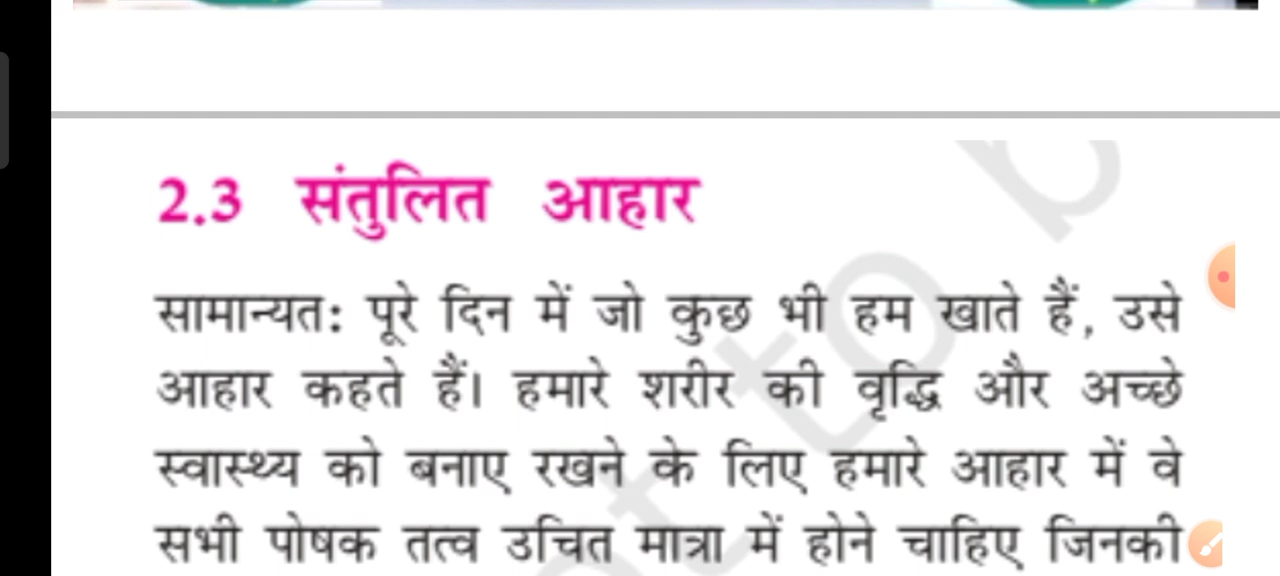 2.3 संतुलित आहार
सामान्यत: पूरे दिन में जो कुछ भी हम खाते हैं, उसे
आहार कहते हैं। हमारे शरीर की वृद्धि और अच्छे
स्वास्थ्य को बनाए रखने के लिए हमारे आहार में वे
सभी पोषक तत्व उचित मात्रा में होने चाहिए जिनकी